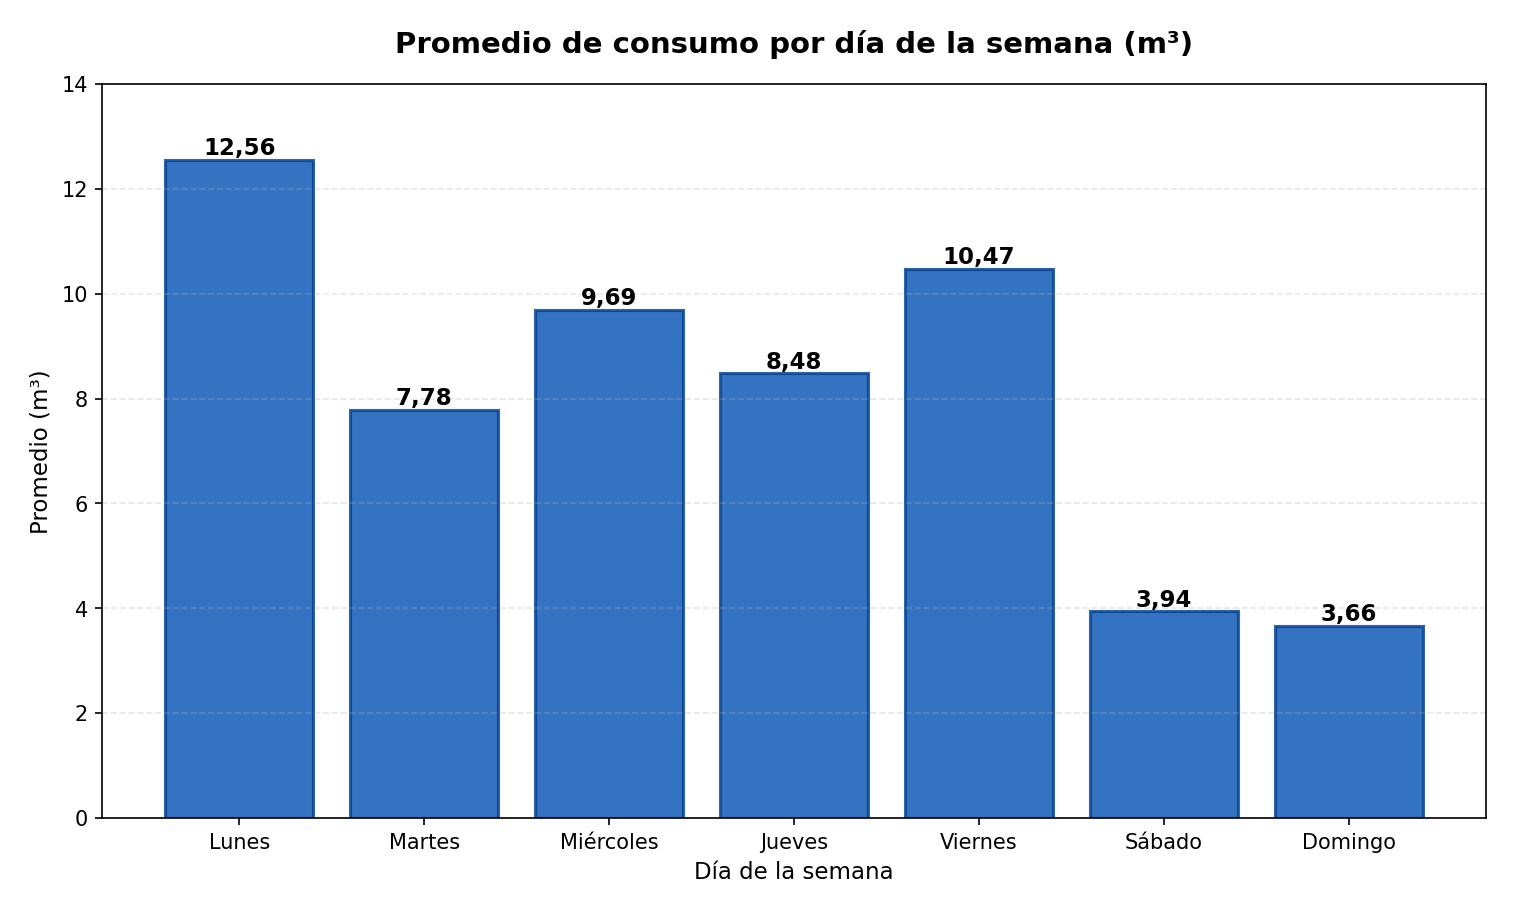 Promedio de consumo por día de la semana (m³)
14
12
10
8
6
4
2
0
Promedio (m³)
12,56
7,78
9,69
8,48
10,47
3,94
3,66
Lunes
Martes
Miércoles
Jueves
Viernes
Sábado
Domingo
Día de la semana